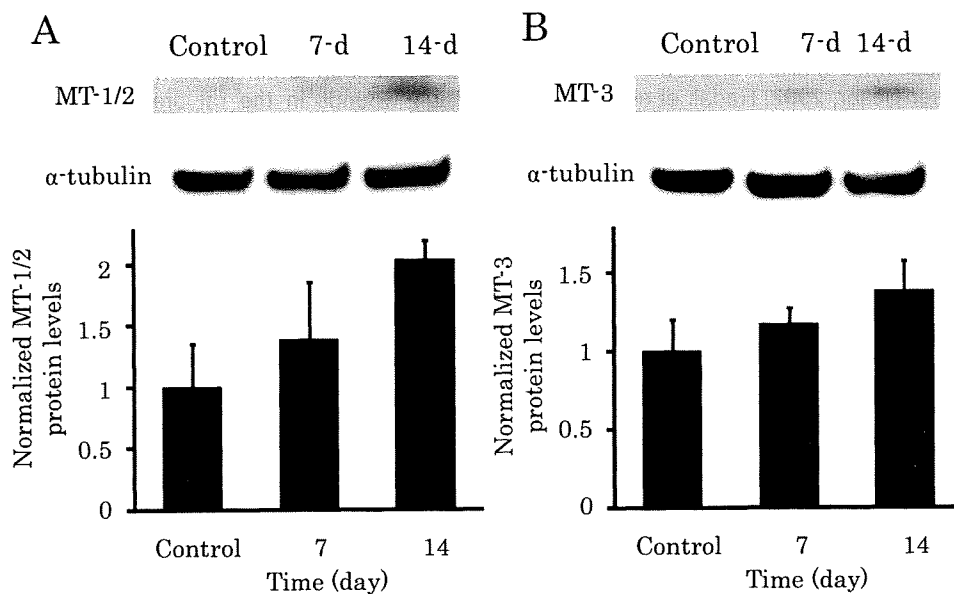 A
Control 7-d 14-d
MT-1/2
α-tubulin
Normalized MT-1/2
protein levels
2
1.5
1
0.5
0
Control 7 14
Time (day)
B
Control 7-d 14-d
MT-3
α-tubulin
Normalized MT-3
protein levels
1.5
1
0.5
0
Control 7 14
Time (day)